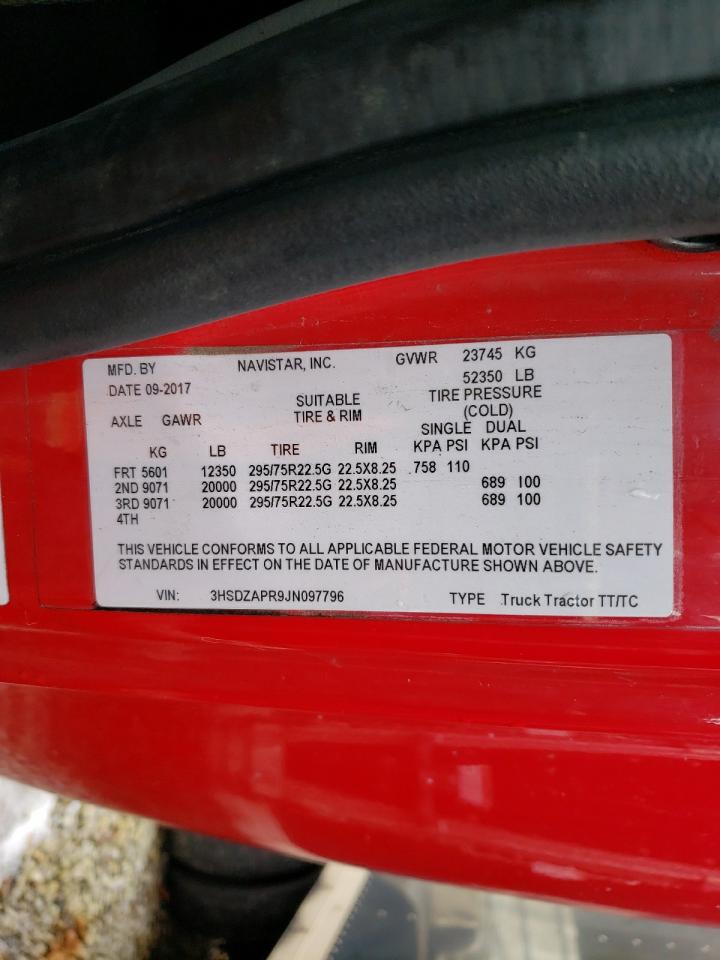 MFD. BY NAVISTAR, INC. GVWR 23745 KG
DATE 09-2017 52350 LB
SUITABLE TIRE PRESSURE
AXLE GAWR TIRE & RIM (COLD)
SINGLE DUAL
KG LB TIRE RIM KPA PSI KPA PSI
FRT 5601 12350 295/75R22.5G 22.5X8.25 .758 110
2ND 9071 20000 295/75R22.5G 22.5X8.25 689 100
3RD 9071 20000 295/75R22.5G 22.5X8.25 689 100
4TH
THIS VEHICLE CONFORMS TO ALL APPLICABLE FEDERAL MOTOR VEHICLE SAFETY
STANDARDS IN EFFECT ON THE DATE OF MANUFACTURE SHOWN ABOVE.
VIN: 3HSDZAPR9JN097796 TYPE Truck Tractor TT/TC